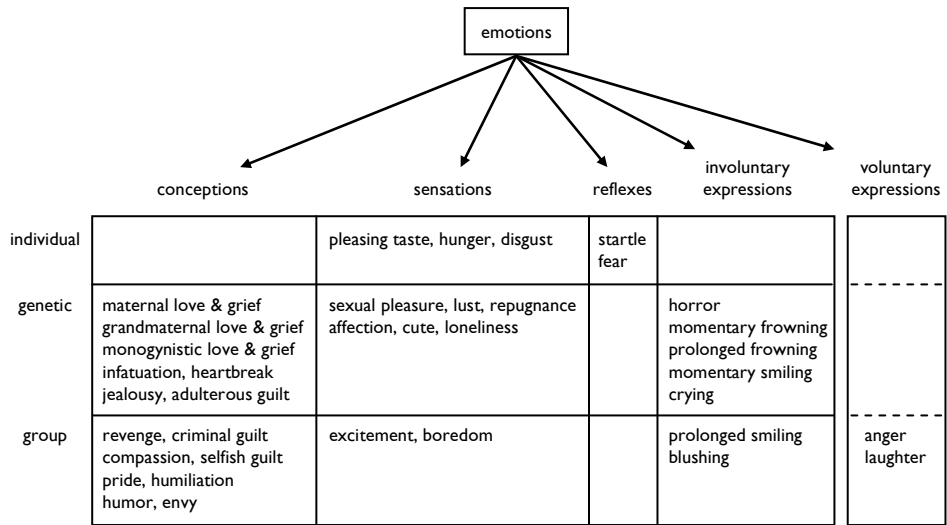 emotions
conceptions
sensations
reflexes
involuntary
expressions
voluntary
expressions
individual
pleasing taste, hunger, disgust
startle
fear
genetic
maternal love & grief
grandmaternal love & grief
monogynistic love & grief
infatuation, heartbreak
jealousy, adulterous guilt
sexual pleasure, lust, repugnance
affection, cute, loneliness
horror
momentary frowning
prolonged frowning
momentary smiling
crying
group
revenge, criminal guilt
compassion, selfish guilt
pride, humiliation
humor, envy
excitement, boredom
prolonged smiling
blushing
anger
laughter